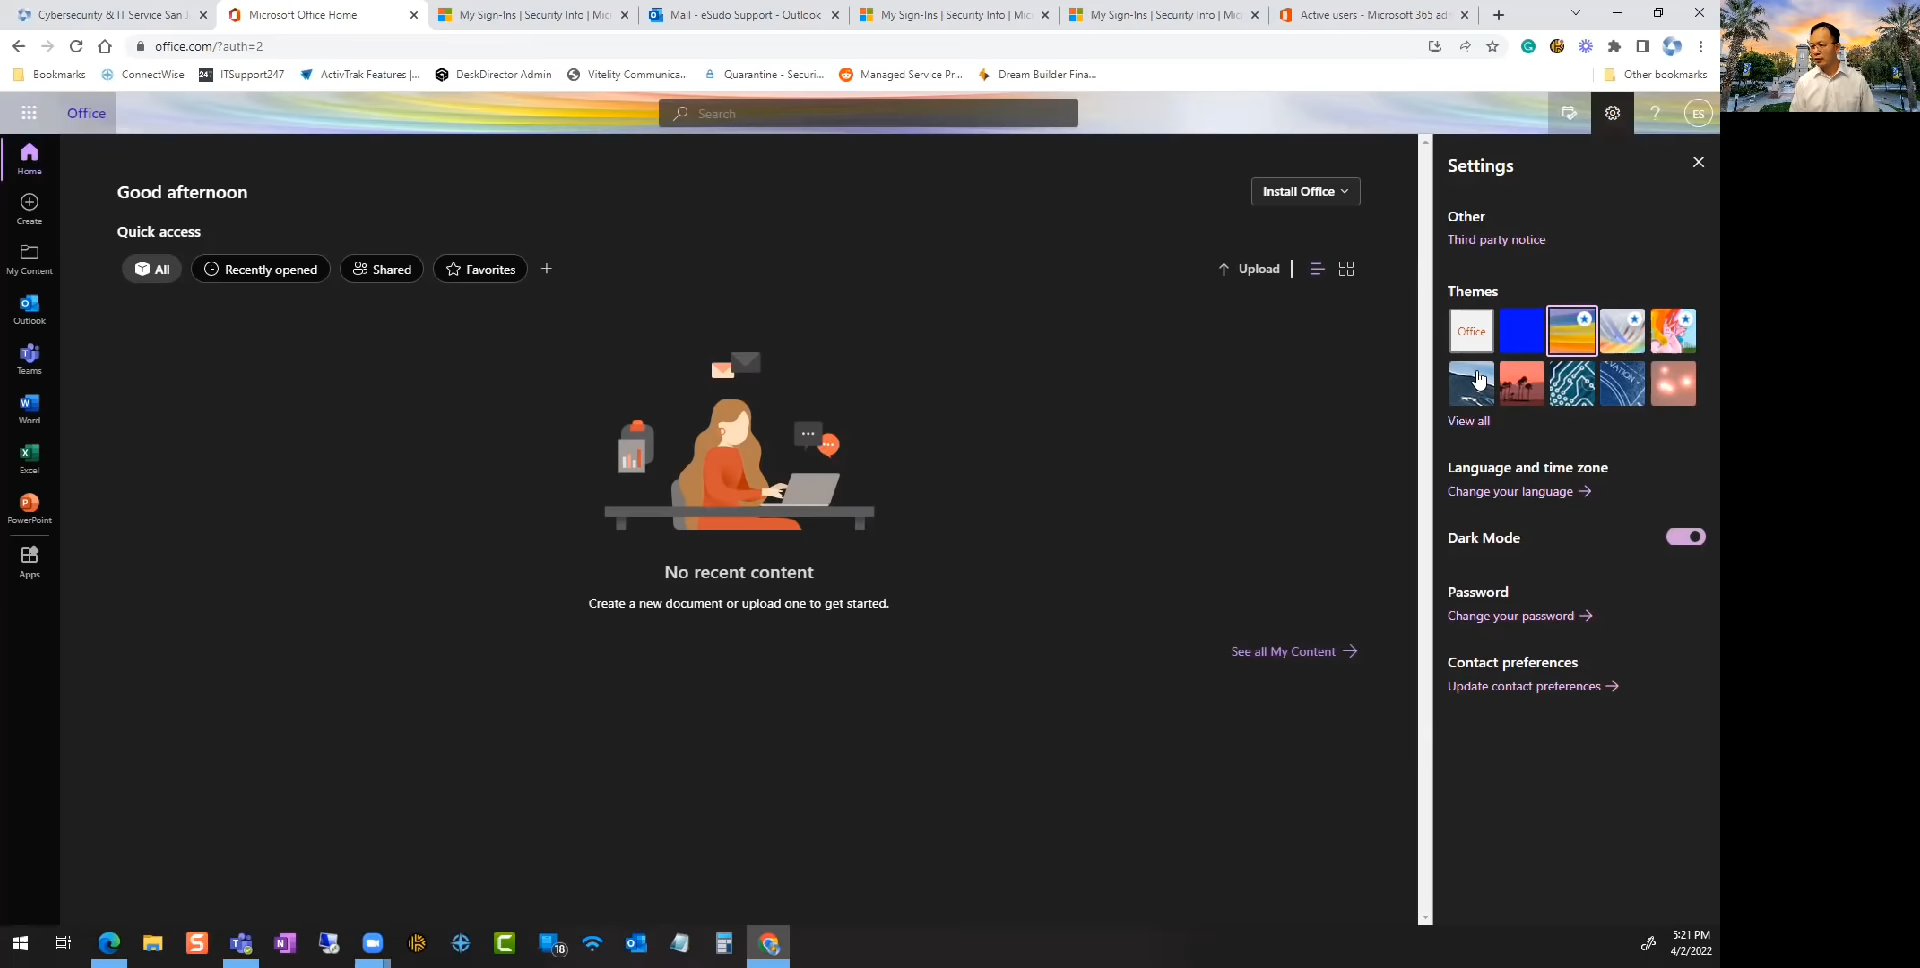 Cybersecurity & IT Service San J
Microsoft Office Home
My Sign-Ins | Security Info | Mic
Mail - eSudo Support - Outlook
My Sign-Ins | Security Info | Mic
My Sign-Ins | Security Info | Mic
Active users - Microsoft 365 ad
office.com/?auth=2
Bookmarks
ConnectWise
247
ITSupport247
ActivTrak Features |...
DeskDirector Admin
Vitelity Communica...
Quarantine - Securi...
Managed Service Pr...
Dream Builder Fina...
Other bookmarks
Office
Search
?
ES
Home
Create
My Content
Outlook
Teams
Word
Excel
PowerPoint
Apps
Good afternoon
Install Office
Quick access
All
Recently opened
Shared
Favorites
Upload
No recent content
Create a new document or upload one to get started.
See all My Content
Settings
Other
Third party notice
Themes
Office
View all
Language and time zone
Change your language
Dark Mode
Password
Change your password
Contact preferences
Update contact preferences
18
5:21 PM
4/2/2022